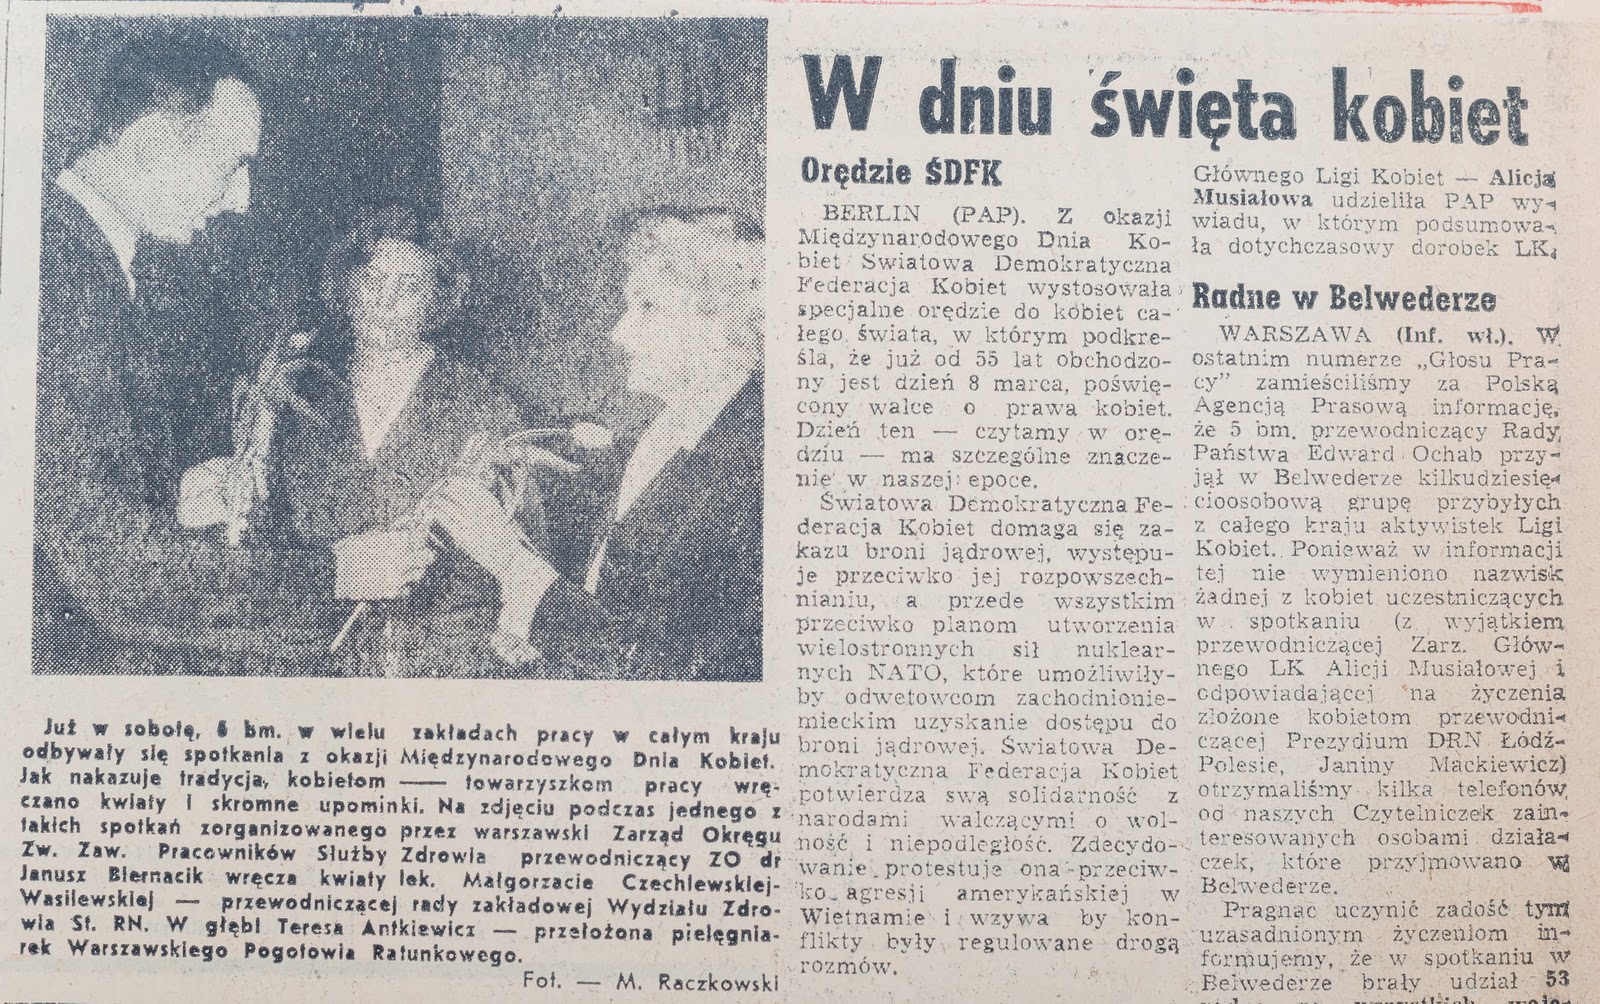 W dniu święta kobiet
Orędzie ŚDFK
BERLIN (PAP). Z okazji
Międzynarodowego Dnia Ko-
biet Światowa Demokratyczna
Federacja Kobiet wystosowała
specjalne orędzie do kobiet ca-
łego świata, w którym podkre-
śla, że już od 55 lat obchodzo-
ny jest dzień 8 marca, poświę-
cony walce o prawa kobiet.
Dzień ten — czytamy w orę-
dziu — ma szczególne znacze-
nie w naszej epoce.
Światowa Demokratyczna Fe-
deracja Kobiet domaga się za-
kazu broni jądrowej, występu-
je przeciwko jej rozpowszech-
nianiu, a przede wszystkim
przeciwko planom utworzenia
wielostronnych sił nuklear-
nych NATO, które umożliwiły-
by odwetowcom zachodnionie-
mieckim uzyskanie dostępu do
broni jądrowej. Światowa De-
mokratyczna Federacja Kobiet
potwierdza swą solidarność z
narodami walczącymi o wol-
ność i niepodległość. Zdecydo-
wanie protestuje ona przeciw-
ko agresji amerykańskiej w
Wietnamie i wzywa by kon-
flikty były regulowane drogą
rozmów.
Głównego Ligi Kobiet — Alicja
Musiałowa udzieliła PAP wy-
wiadu, w którym podsumowa-
ła dotychczasowy dorobek LK.
Radne w Belwederze
WARSZAWA (Inf. wł.). W
ostatnim numerze „Głosu Pra-
cy” zamieściliśmy za Polską
Agencją Prasową informację,
że 5 bm. przewodniczący Rady
Państwa Edward Ochab przy-
jął w Belwederze kilkudziesię-
cioosobową grupę przybyłych
z całego kraju aktywistek Ligi
Kobiet. Ponieważ w informacji
tej nie wymieniono nazwisk
żadnej z kobiet uczestniczących
w spotkaniu (z wyjątkiem
przewodniczącej Zarz. Głów-
nego LK Alicji Musiałowej i
odpowiadającej na życzenia
złożone kobietom przewodni-
czącej Prezydium DRN Łódź-
Polesie, Janiny Mackiewicz)
otrzymaliśmy kilka telefonów
od naszych Czytelniczek zain-
teresowanych osobami działa-
czek, które przyjmowano w
Belwederze.
Pragnąc uczynić zadość tym
uzasadnionym życzeniom in-
formujemy, że w spotkaniu w
Belwederze brały udział 53
Już w sobotę, 6 bm. w wielu zakładach pracy w całym kraju
odbywały się spotkania z okazji Międzynarodowego Dnia Kobiet.
Jak nakazuje tradycja, kobietom — towarzyszkom pracy wrę-
czano kwiaty i skromne upominki. Na zdjęciu podczas jednego z
takich spotkań zorganizowanego przez warszawski Zarząd Okręgu
Zw. Zaw. Pracowników Służby Zdrowia przewodniczący ZO dr
Janusz Biernacik wręcza kwiaty lek. Małgorzacie Czechlewskiej-
Wasilewskiej — przewodniczącej rady zakładowej Wydziału Zdro-
wia St. RN. W głębi Teresa Antkiewicz — przełożona pielęgnia-
rek Warszawskiego Pogotowia Ratunkowego.
Fot. — M. Raczkowski